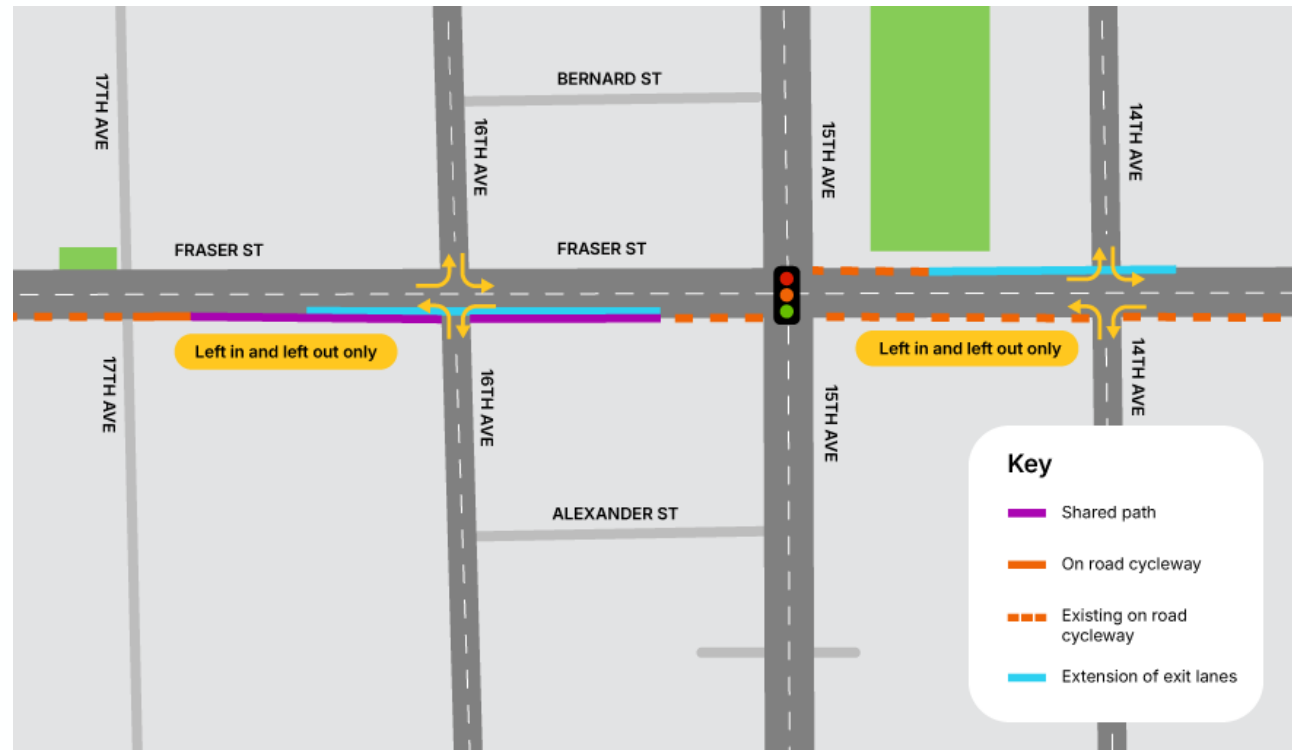 17TH AVE
BERNARD ST
16TH AVE
15TH AVE
14TH AVE
FRASER ST
FRASER ST
Left in and left out only
Left in and left out only
17TH AVE
16TH AVE
15TH AVE
14TH AVE
ALEXANDER ST
Key
Shared path
On road cycleway
Existing on road
cycleway
Extension of exit lanes